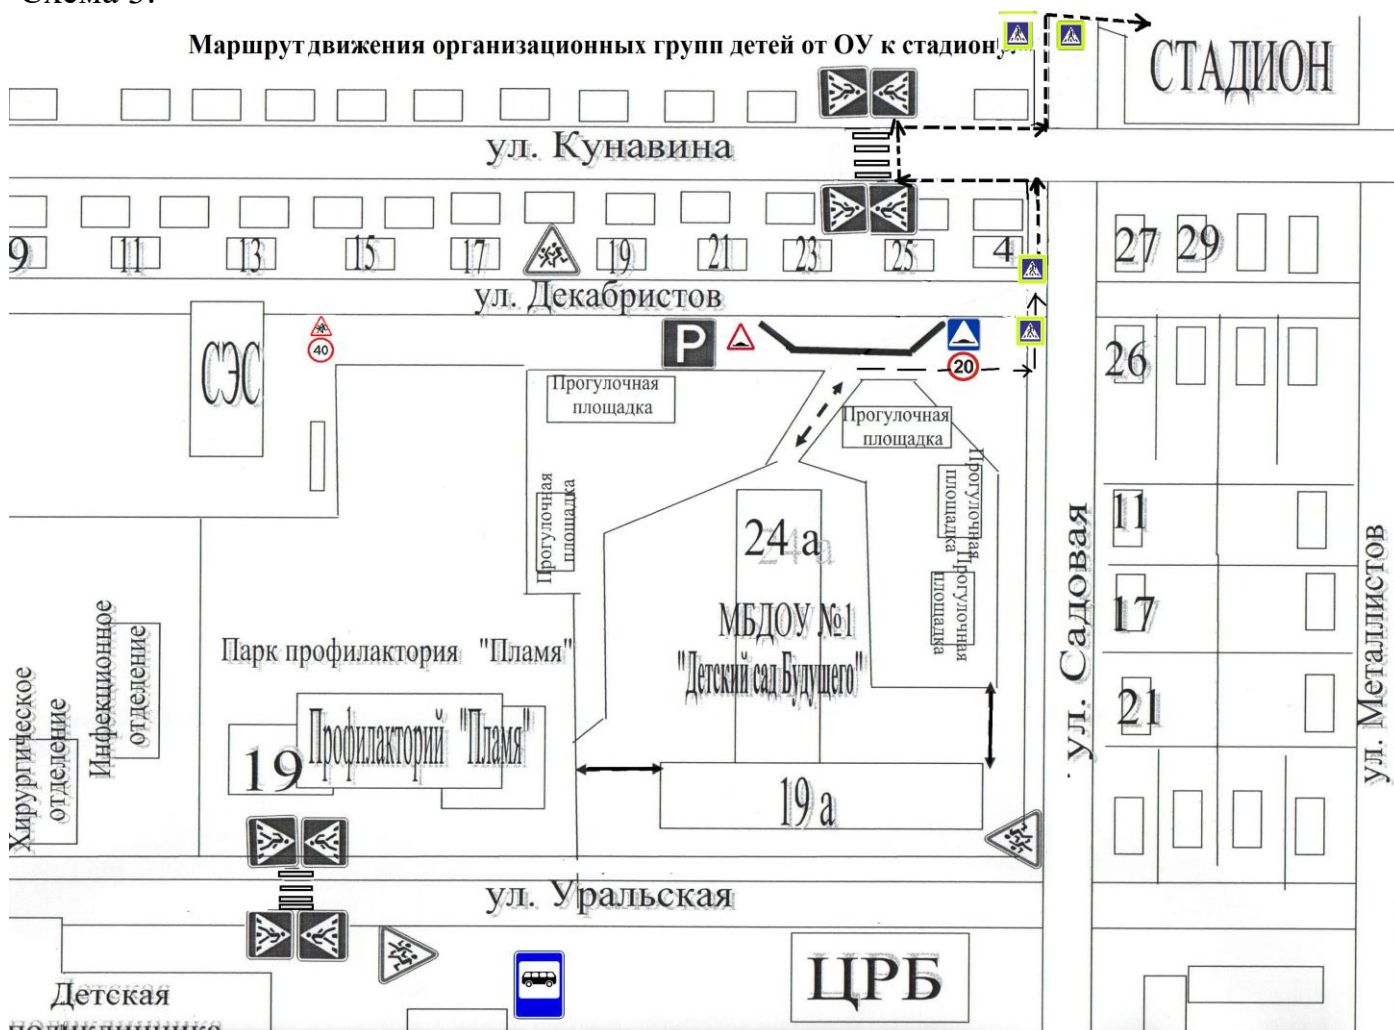 Схема 3.
Маршрут движения организационных групп детей от ОУ к стадиону.
СТАДИОН
ул. Кунавина
9
11
13
15
17
19
21
23
25
4
27
29
ул. Декабристов
СЭС
40
P
20
26
Прогулочная
площадка
Прогулочная
площадка
Прогулочная
площадка
Прогулочная
площадка
Прогулочная
площадка
24 а
МБДОУ №1
"Детский сад Будущего"
11
17
21
ул. Садовая
ул. Металлистов
Парк профилактория "Пламя"
Инфекционное
отделение
Хирургическое
отделение
19
Профилакторий "Пламя"
19 а
ул. Уральская
ЦРБ
Детская
поликлинника